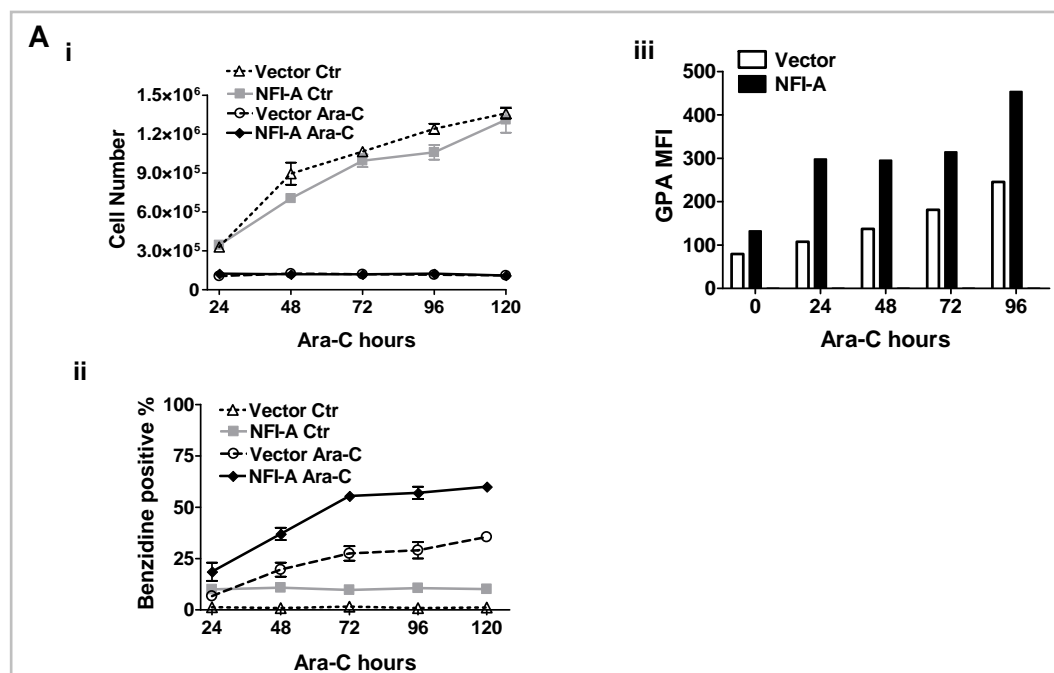 A
i
Vector Ctr
NFI-A Ctr
Vector Ara-C
NFI-A Ara-C
1.5×10⁶
1.2×10⁶
9.0×10⁵
6.0×10⁵
3.0×10⁵
0
Cell Number
24 48 72 96 120
Ara-C hours
iii
Vector
NFI-A
500
400
300
200
100
0
GPA MFI
0 24 48 72 96
Ara-C hours
ii
Vector Ctr
NFI-A Ctr
Vector Ara-C
NFI-A Ara-C
100
75
50
25
0
Benzidine positive %
24 48 72 96 120
Ara-C hours